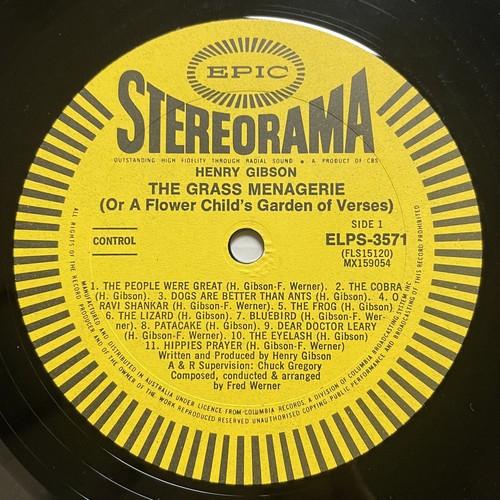 EPIC
STEREORAMA
OUTSTANDING HIGH FIDELITY THROUGH RADIAL SOUND • A PRODUCT OF CBS
HENRY GIBSON
THE GRASS MENAGERIE
(Or A Flower Child's Garden of Verses)
SIDE 1
CONTROL
ELPS-3571
(FLS15120)
MX159054
1. THE PEOPLE WERE GREAT (H. Gibson-F. Werner). 2. THE COBRA
(H. Gibson). 3. DOGS ARE BETTER THAN ANTS (H. Gibson). 4. O
RAVI SHANKAR (H. Gibson-F. Werner). 5. THE FROG (H. Gibson)
6. THE LIZARD (H. Gibson). 7. BLUEBIRD (H. Gibson-F. Wer-
ner). 8. PATACAKE (H. Gibson). 9. DEAR DOCTOR LEARY
(H. Gibson-F. Werner). 10. THE EYELASH (H. Gibson)
11. HIPPIES PRAYER (H. Gibson-F. Werner)
Written and Produced by Henry Gibson
A & R Supervision: Chuck Gregory
Composed, conducted & arranged
by Fred Werner
MANUFACTURED AND DISTRIBUTED IN AUSTRALIA UNDER LICENCE FROM COLUMBIA RECORDS, A DIVISION OF COLUMBIA BROADCASTING SYSTEM INC
ALL RIGHTS OF THE RECORD PRODUCER AND OF THE OWNER OF THE WORK REPRODUCED RESERVED UNAUTHORISED COPYING, PUBLIC PERFORMANCE AND BROADCASTING OF THIS RECORD PROHIBITED